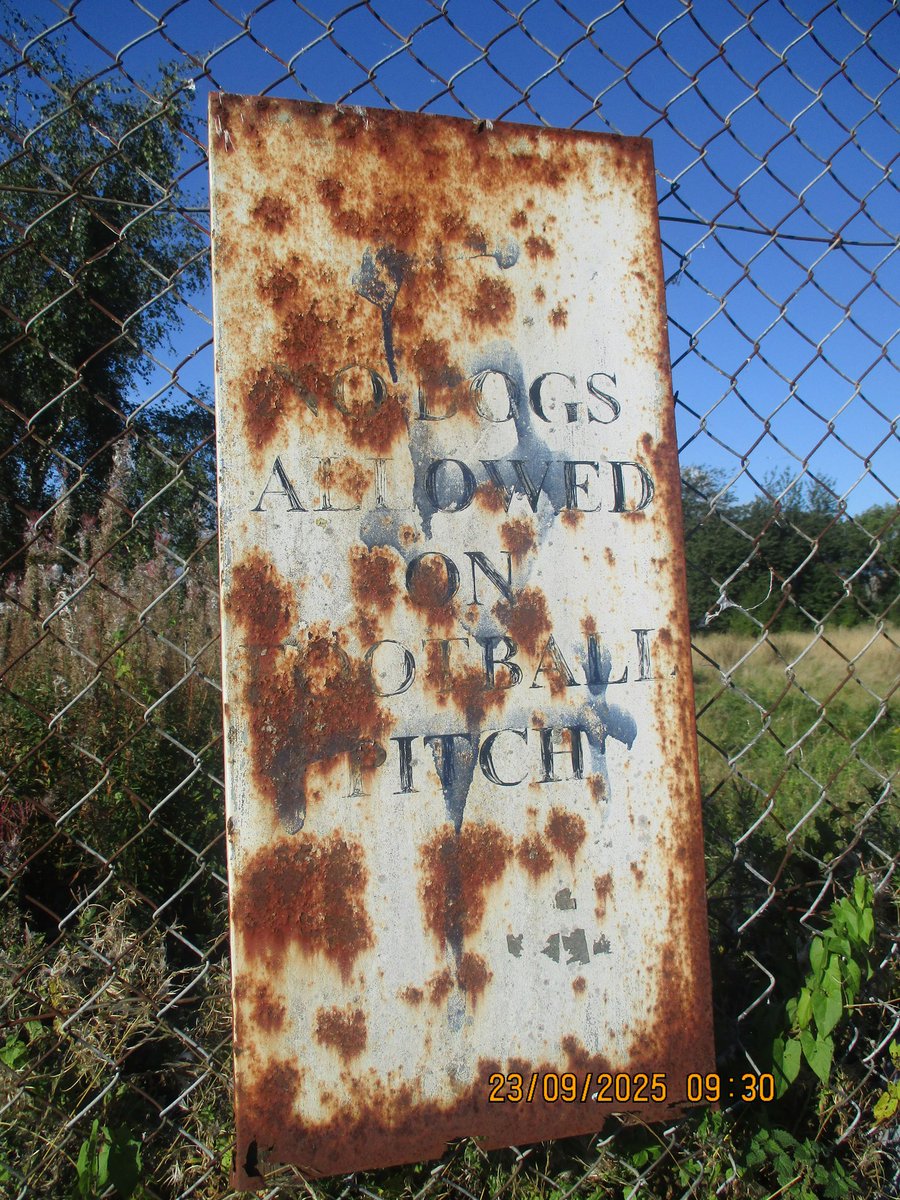 NO DOGS
ALLOWED
ON
FOOTBALL
PITCH
23/09/2025 09:30